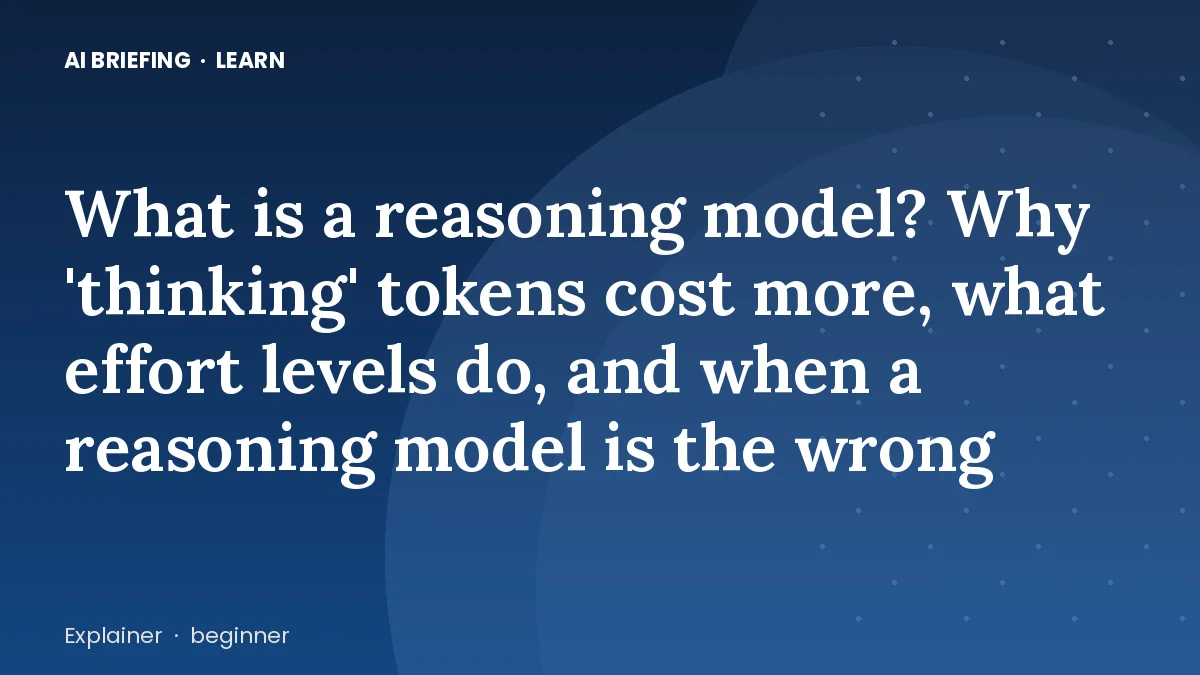 AI BRIEFING · LEARN
What is a reasoning model? Why
'thinking' tokens cost more, what
effort levels do, and when a
reasoning model is the wrong
Explainer · beginner